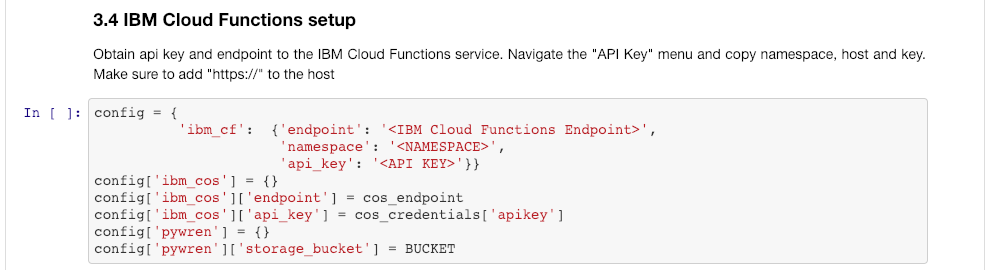 3.4 IBM Cloud Functions setup
Obtain api key and endpoint to the IBM Cloud Functions service. Navigate the "API Key" menu and copy namespace, host and key.
Make sure to add "https://" to the host
In [ ]: config = {
'ibm_cf':  {'endpoint': '<IBM Cloud Functions Endpoint>',
'namespace': '<NAMESPACE>',
'api_key': '<API KEY>'}}
config['ibm_cos'] = {}
config['ibm_cos']['endpoint'] = cos_endpoint
config['ibm_cos']['api_key'] = cos_credentials['apikey']
config['pywren'] = {}
config['pywren']['storage_bucket'] = BUCKET